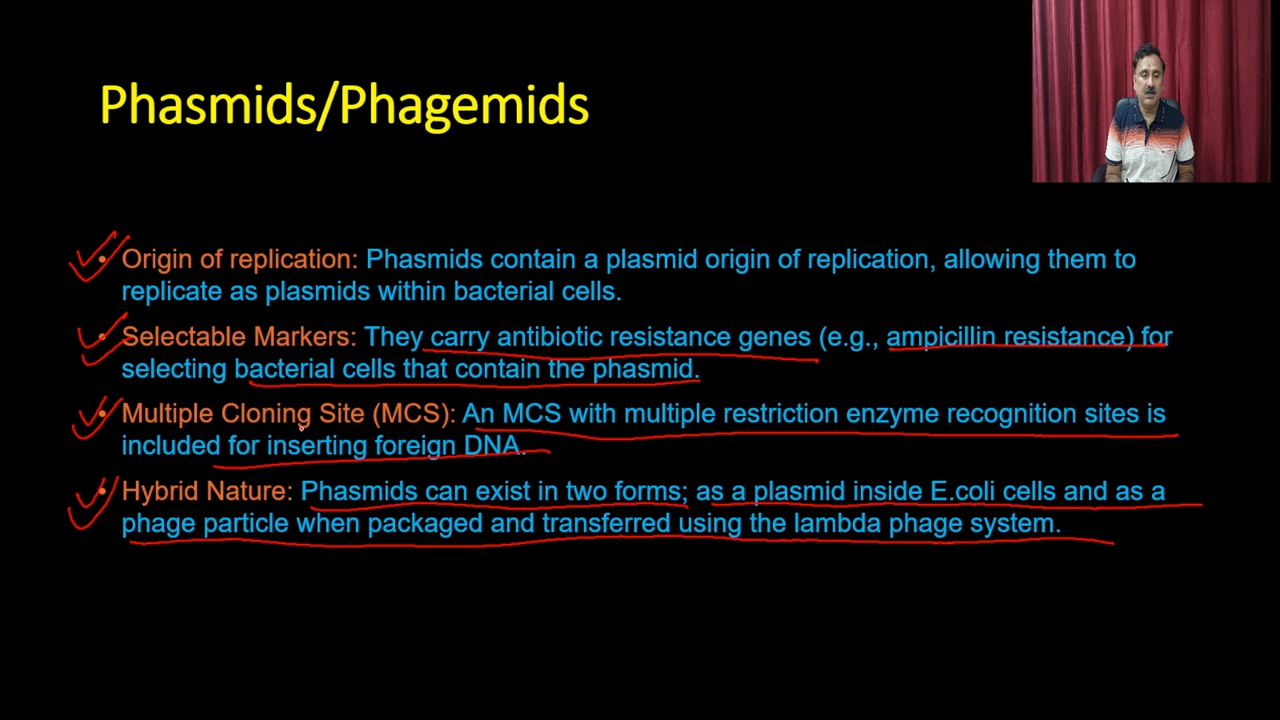 Phasmids/Phagemids
• Origin of replication: Phasmids contain a plasmid origin of replication, allowing them to
replicate as plasmids within bacterial cells.
• Selectable Markers: They carry antibiotic resistance genes (e.g., ampicillin resistance) for
selecting bacterial cells that contain the phasmid.
• Multiple Cloning Site (MCS): An MCS with multiple restriction enzyme recognition sites is
included for inserting foreign DNA.
• Hybrid Nature: Phasmids can exist in two forms; as a plasmid inside E.coli cells and as a
phage particle when packaged and transferred using the lambda phage system.